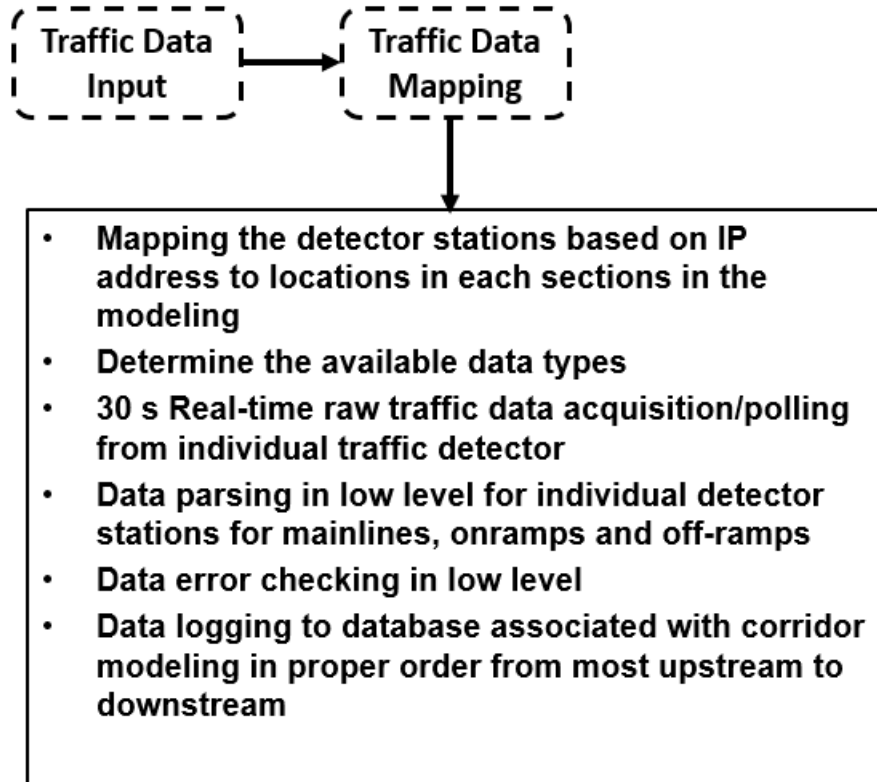 Traffic Data
Input
Traffic Data
Mapping
• Mapping the detector stations based on IP
address to locations in each sections in the
modeling
• Determine the available data types
• 30 s Real-time raw traffic data acquisition/polling
from individual traffic detector
• Data parsing in low level for individual detector
stations for mainlines, onramps and off-ramps
• Data error checking in low level
• Data logging to database associated with corridor
modeling in proper order from most upstream to
downstream